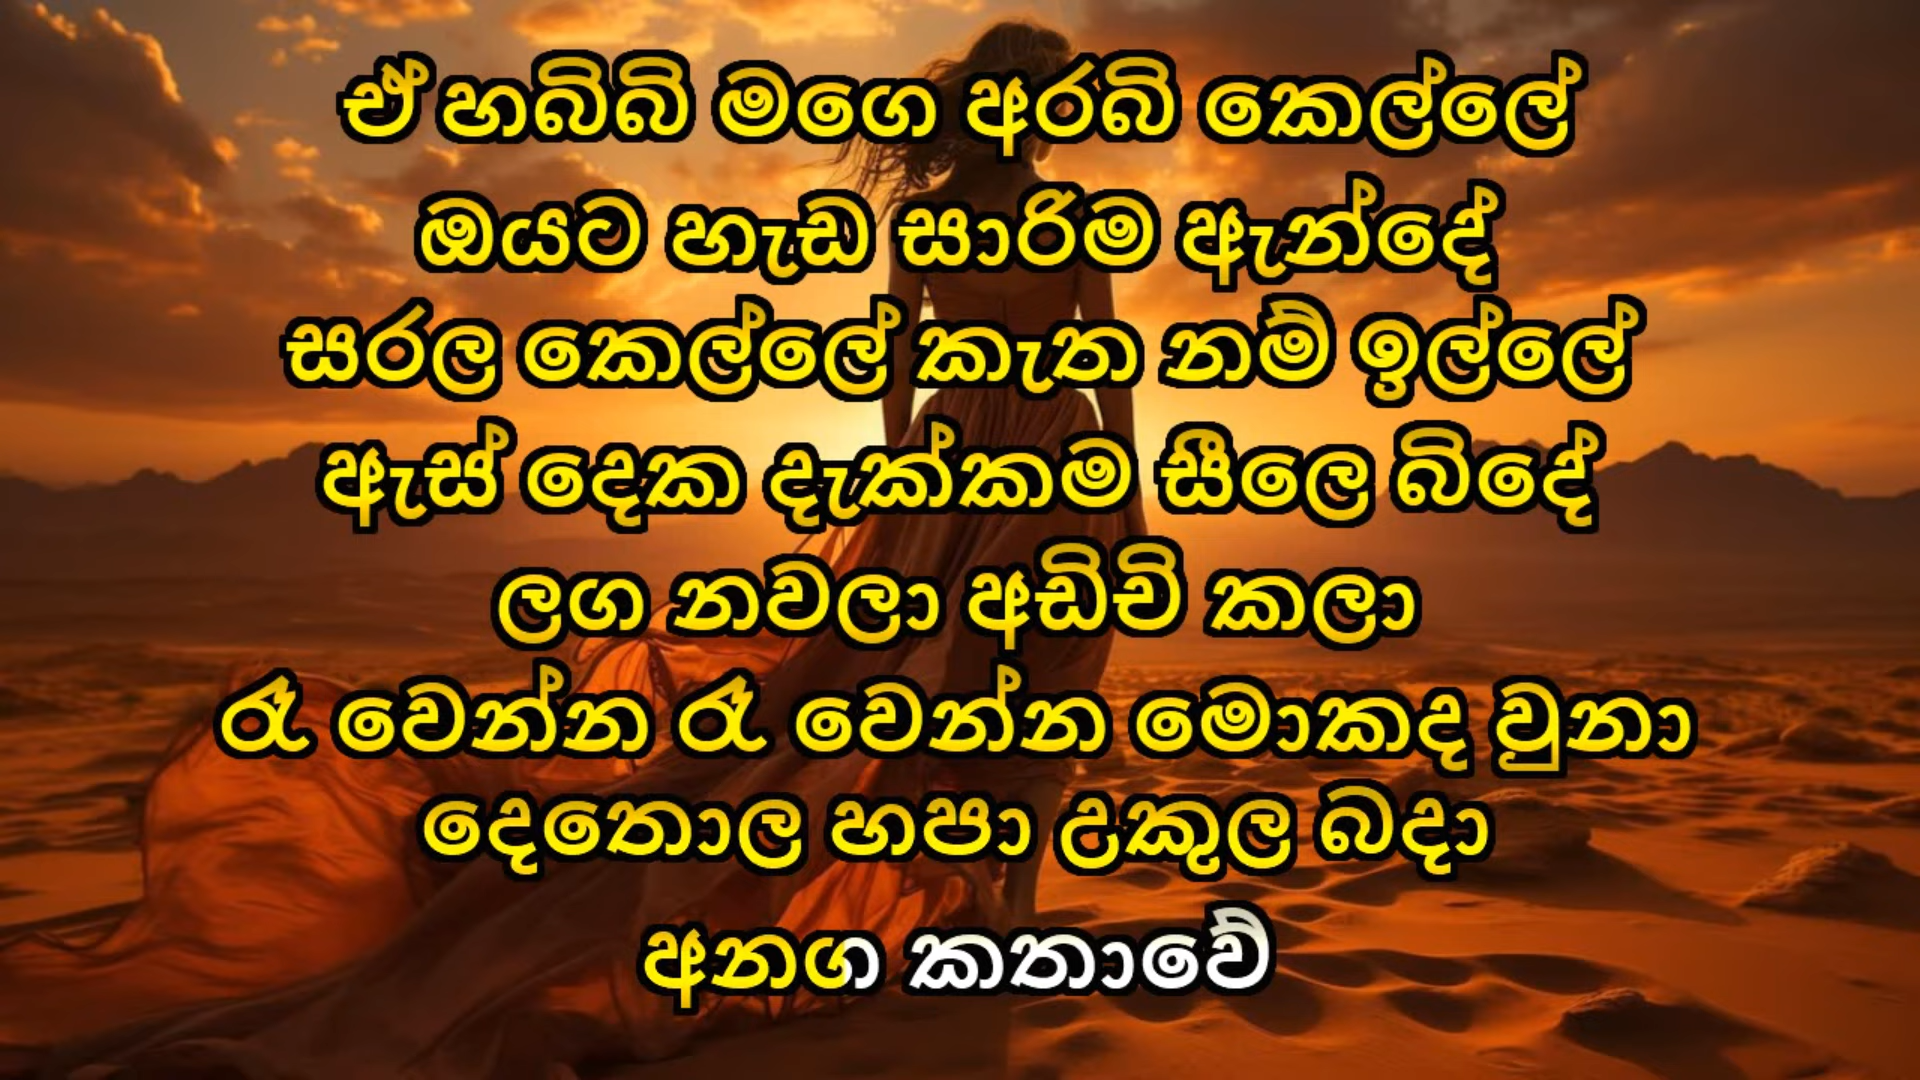 ඒ හබිබි මගෙ අරබි කෙල්ලේ
ඔයට හැඩ සාරිම ඇන්දේ
සරල කෙල්ලේ කැත නම් ඉල්ලේ
ඇස් දෙක දැක්කම සීලෙ බිදේ
ලග නවලා අඩිචි කලා
රෑ වෙන්න රෑ වෙන්න මොකද වුනා
දෙතොල හපා උකුල බදා
අනග කතාවේ